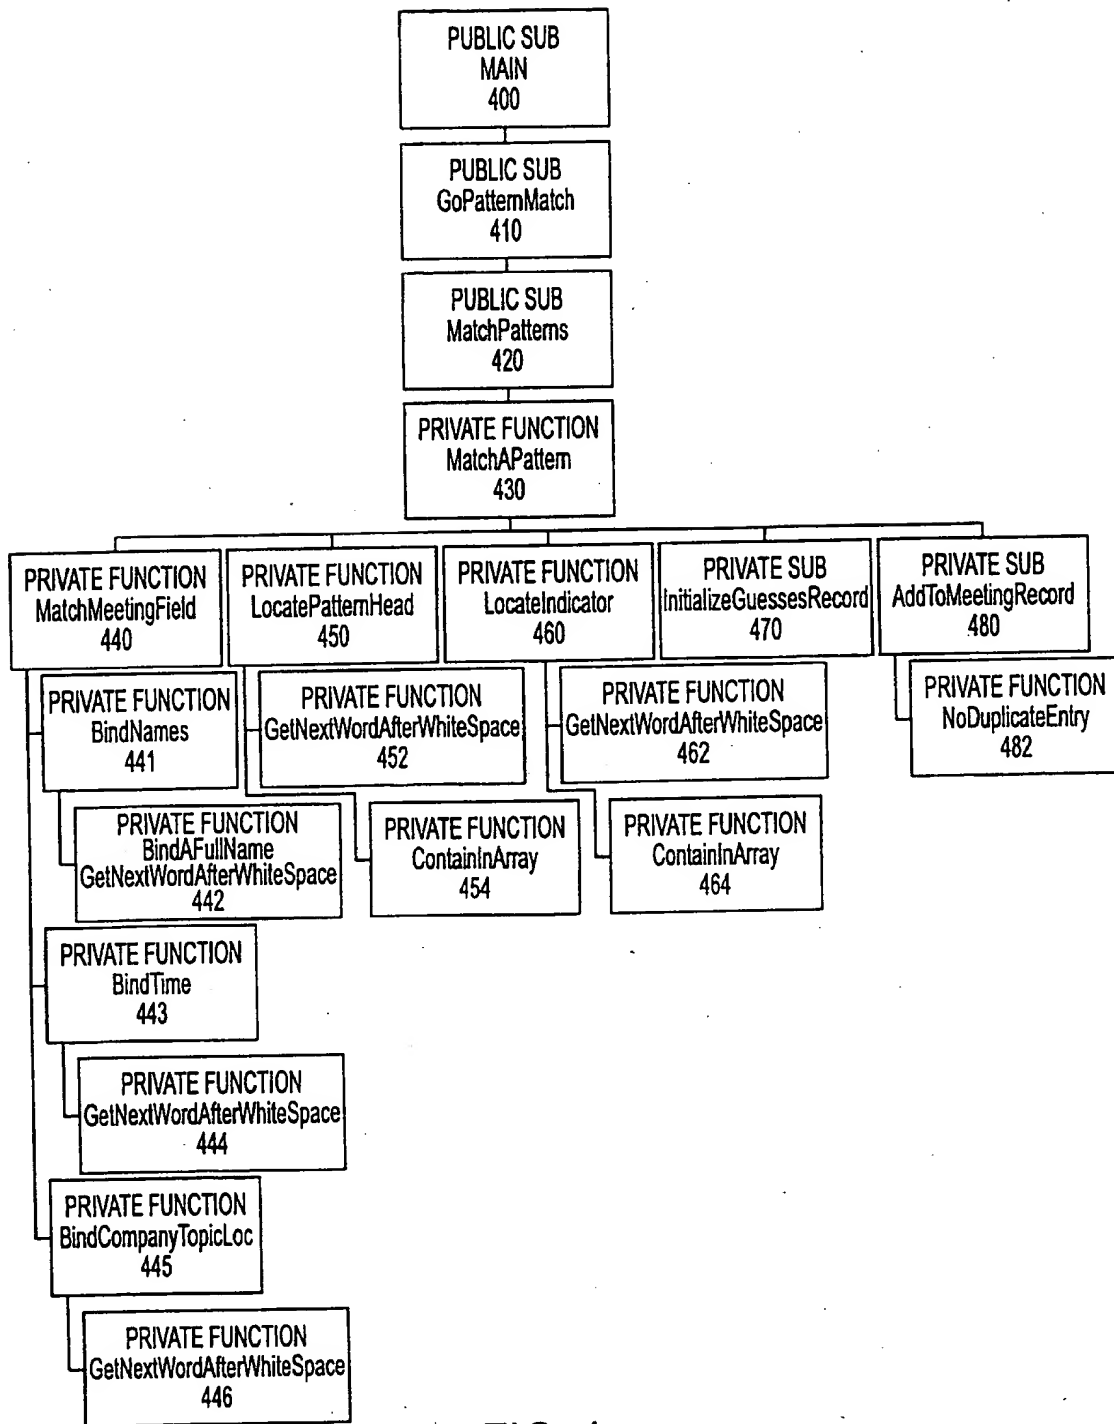 PUBLIC SUB
MAIN
400
PUBLIC SUB
GoPatternMatch
410
PUBLIC SUB
MatchPatterns
420
PRIVATE FUNCTION
MatchAPattern
430
PRIVATE FUNCTION
MatchMeetingField
440
PRIVATE FUNCTION
LocatePatternHead
450
PRIVATE FUNCTION
LocateIndicator
460
PRIVATE SUB
InitializeGuessesRecord
470
PRIVATE SUB
AddToMeetingRecord
480
PRIVATE FUNCTION
BindNames
441
PRIVATE FUNCTION
GetNextWordAfterWhiteSpace
452
PRIVATE FUNCTION
GetNextWordAfterWhiteSpace
462
PRIVATE FUNCTION
NoDuplicateEntry
482
PRIVATE FUNCTION
BindAFullName
GetNextWordAfterWhiteSpace
442
PRIVATE FUNCTION
ContainInArray
454
PRIVATE FUNCTION
ContainInArray
464
PRIVATE FUNCTION
BindTime
443
PRIVATE FUNCTION
GetNextWordAfterWhiteSpace
444
PRIVATE FUNCTION
BindCompanyTopicLoc
445
PRIVATE FUNCTION
GetNextWordAfterWhiteSpace
446